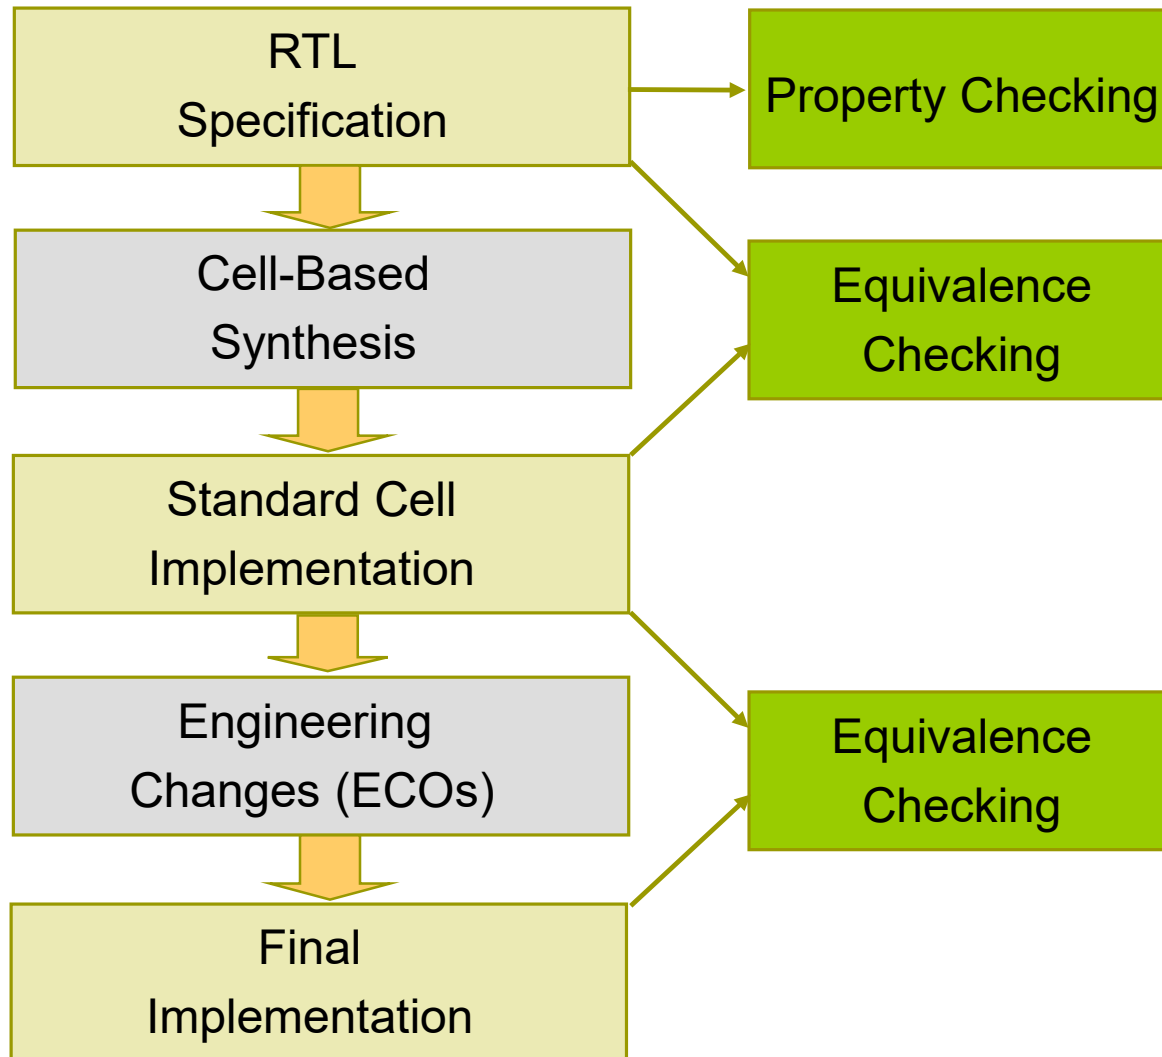 RTL
Specification
Property Checking
Cell-Based
Synthesis
Equivalence
Checking
Standard Cell
Implementation
Engineering
Changes (ECOs)
Equivalence
Checking
Final
Implementation